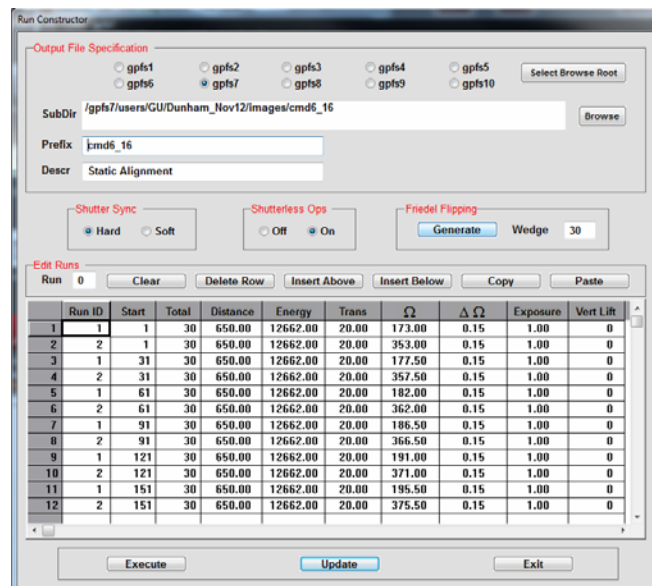 Run Constructor
Output File Specification
gpfs1 gpfs2 gpfs3 gpfs4 gpfs5 Select Browse Root
gpfs6 gpfs7 gpfs8 gpfs9 gpfs10
SubDir /gpfs7/users/GU/Dunham_Nov12/images/cmd6_16 Browse
Prefix cmd6_16
Descr Static Alignment
Shutter Sync Shutterless Ops Friedel Flipping
Hard Soft Off On Generate Wedge 30
Edit Runs
Run 0 Clear Delete Row Insert Above Insert Below Copy Paste
Run ID Start Total Distance Energy Trans Ω Δ Ω Exposure Vert Lift
1 1 1 30 650.00 12662.00 20.00 173.00 0.15 1.00 0
2 2 1 30 650.00 12662.00 20.00 353.00 0.15 1.00 0
3 1 31 30 650.00 12662.00 20.00 177.50 0.15 1.00 0
4 2 31 30 650.00 12662.00 20.00 357.50 0.15 1.00 0
5 1 61 30 650.00 12662.00 20.00 182.00 0.15 1.00 0
6 2 61 30 650.00 12662.00 20.00 362.00 0.15 1.00 0
7 1 91 30 650.00 12662.00 20.00 186.50 0.15 1.00 0
8 2 91 30 650.00 12662.00 20.00 366.50 0.15 1.00 0
9 1 121 30 650.00 12662.00 20.00 191.00 0.15 1.00 0
10 2 121 30 650.00 12662.00 20.00 371.00 0.15 1.00 0
11 1 151 30 650.00 12662.00 20.00 195.50 0.15 1.00 0
12 2 151 30 650.00 12662.00 20.00 375.50 0.15 1.00 0
Execute Update Exit